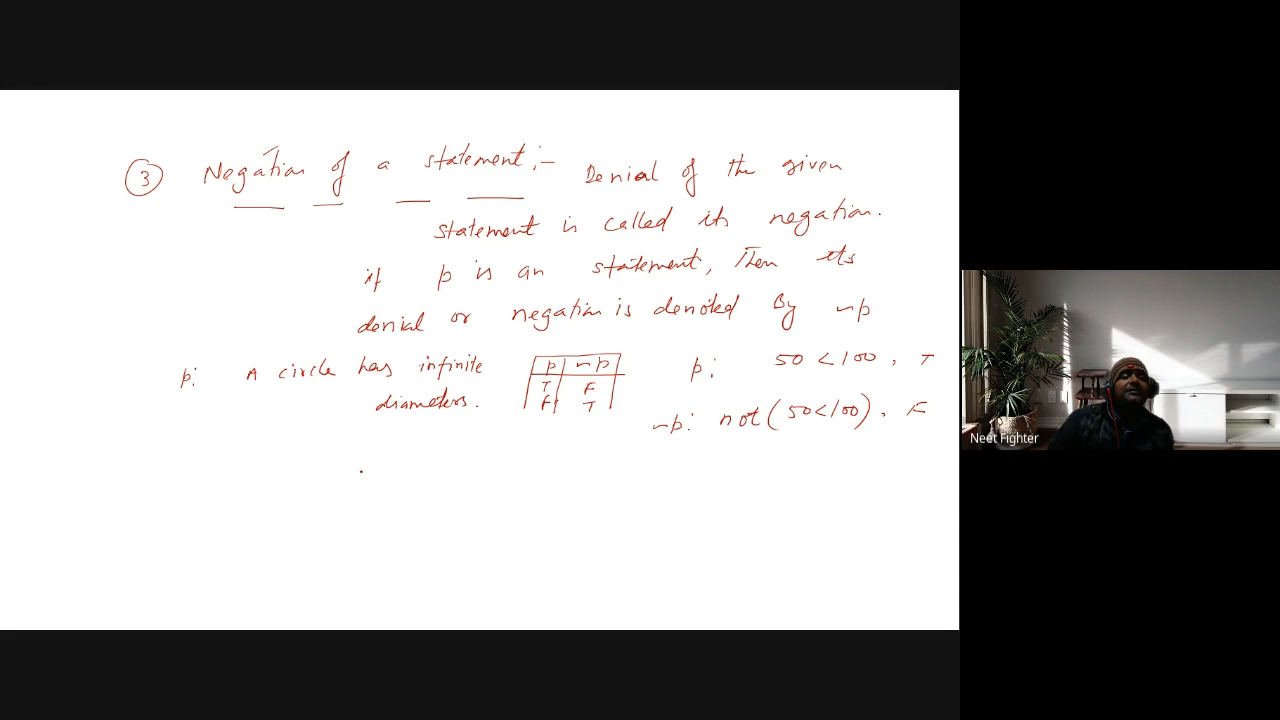 ③ Negation of a statement :- Denial of the given
statement is called its negation.
if p is an statement, Then its
denial or negation is denoted By ~p
p: A circle has infinite
diameters.
p ~p
T F
F T
p: 50 < 100, T
~p: not (50 < 100), F
Neet Fighter